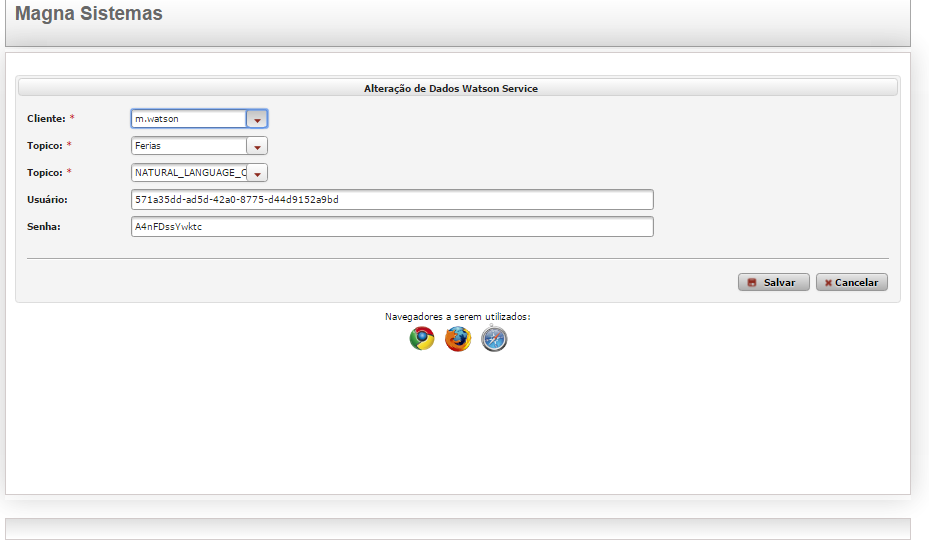 Magna Sistemas
Alteração de Dados Watson Service
Cliente: * m.watson
Topico: * Ferias
Topico: * NATURAL_LANGUAGE_C
Usuário: 571a35dd-ad5d-42a0-8775-d44d9152a9bd
Senha: A4nFDssYwktc
Salvar Cancelar
Navegadores a serem utilizados: